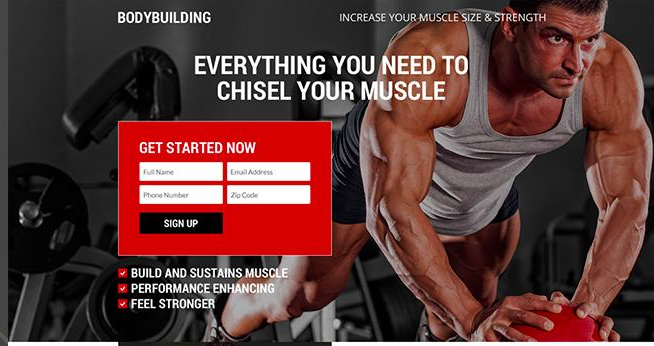 BODYBUILDING
INCREASE YOUR MUSCLE SIZE & STRENGTH
EVERYTHING YOU NEED TO
CHISEL YOUR MUSCLE
GET STARTED NOW
Full Name
Email Address
Phone Number
Zip Code
SIGN UP
BUILD AND SUSTAINS MUSCLE
PERFORMANCE ENHANCING
FEEL STRONGER